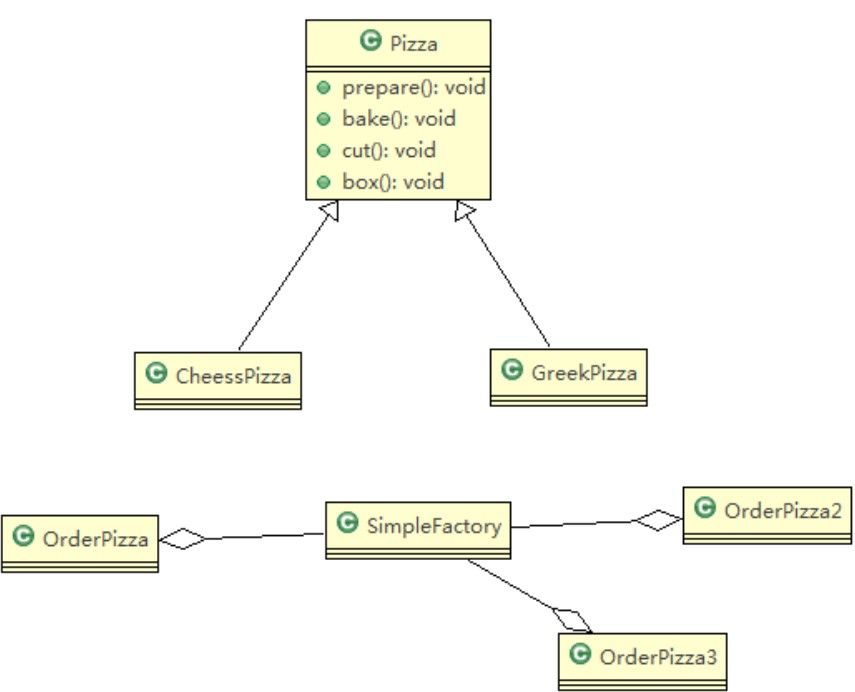 Pizza
prepare(): void
bake(): void
cut(): void
box(): void
CheessPizza
GreekPizza
OrderPizza
SimpleFactory
OrderPizza2
OrderPizza3